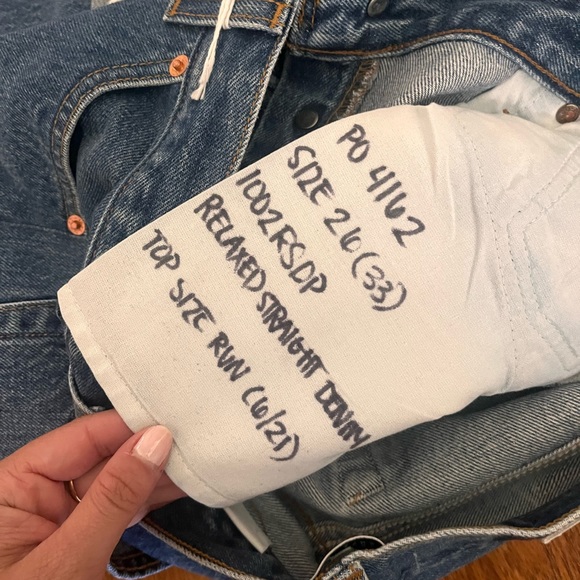 PO 4162
SIZE 26 (33)
1002RSDP
RELAXED STRAIGHT DENIM
TOP SIZE RUN (6/21)